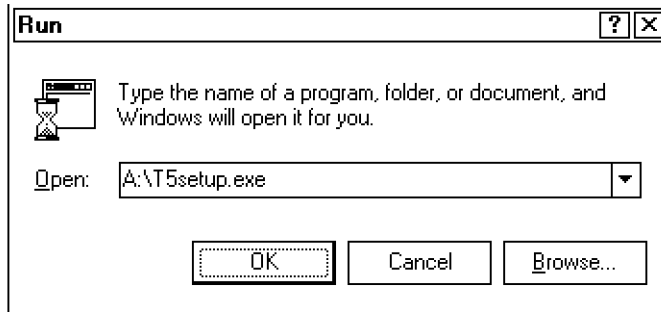 Run
Type the name of a program, folder, or document, and
Windows will open it for you.
Open: A:\T5setup.exe
OK Cancel Browse...